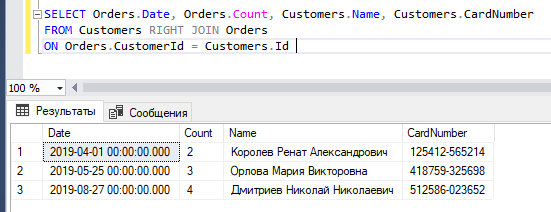 SELECT Orders.Date, Orders.Count, Customers.Name, Customers.CardNumber
FROM Customers RIGHT JOIN Orders
ON Orders.CustomerId = Customers.Id
100 %
Результаты Сообщения
Date Count Name CardNumber
1 2019-04-01 00:00:00.000 2 Королев Ренат Александрович 125412-565214
2 2019-05-25 00:00:00.000 3 Орлова Мария Викторовна 418759-325698
3 2019-08-27 00:00:00.000 4 Дмитриев Николай Николаевич 512586-023652